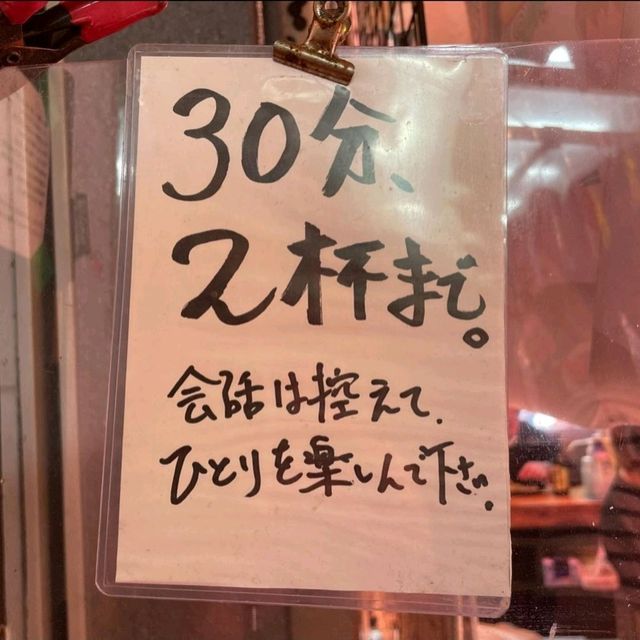 30分、
2杯まで。
会話は控えて、
ひとりを楽しんで下さい。